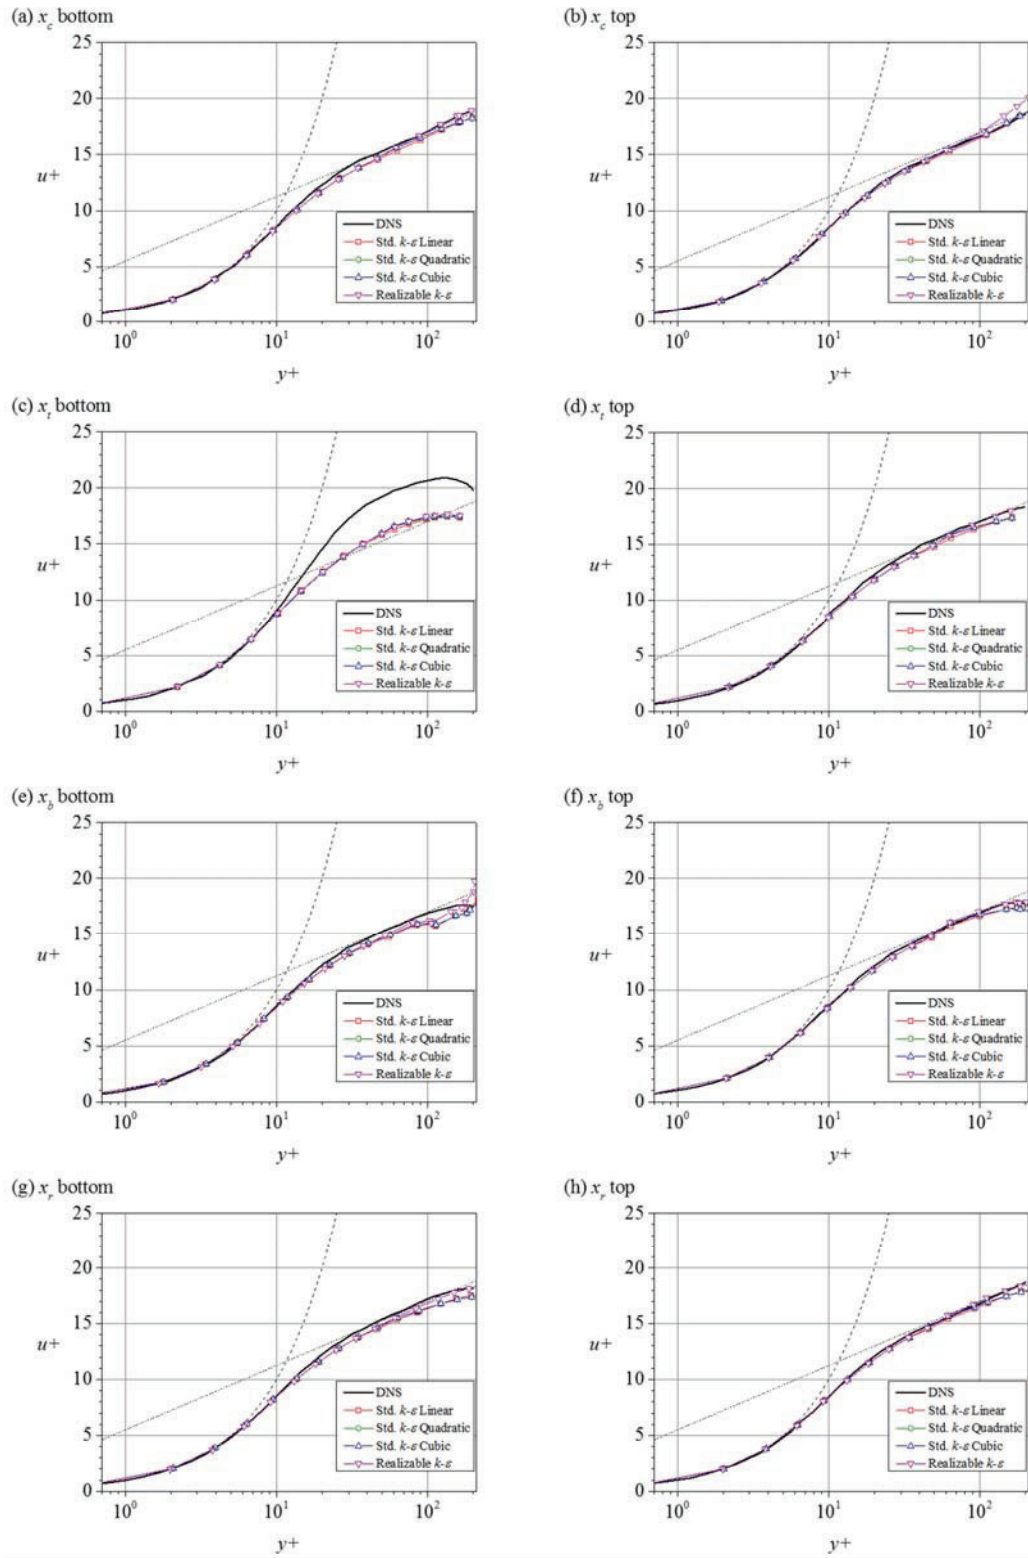 (a) x_c bottom
25
20
15
10
5
0
u+
10^0
10^1
10^2
y+
DNS
Std. k-ε Linear
Std. k-ε Quadratic
Std. k-ε Cubic
Realizable k-ε
(b) x_c top
25
20
15
10
5
0
u+
10^0
10^1
10^2
y+
DNS
Std. k-ε Linear
Std. k-ε Quadratic
Std. k-ε Cubic
Realizable k-ε
(c) x_t bottom
25
20
15
10
5
0
u+
10^0
10^1
10^2
y+
DNS
Std. k-ε Linear
Std. k-ε Quadratic
Std. k-ε Cubic
Realizable k-ε
(d) x_t top
25
20
15
10
5
0
u+
10^0
10^1
10^2
y+
DNS
Std. k-ε Linear
Std. k-ε Quadratic
Std. k-ε Cubic
Realizable k-ε
(e) x_b bottom
25
20
15
10
5
0
u+
10^0
10^1
10^2
y+
DNS
Std. k-ε Linear
Std. k-ε Quadratic
Std. k-ε Cubic
Realizable k-ε
(f) x_b top
25
20
15
10
5
0
u+
10^0
10^1
10^2
y+
DNS
Std. k-ε Linear
Std. k-ε Quadratic
Std. k-ε Cubic
Realizable k-ε
(g) x_r bottom
25
20
15
10
5
0
u+
10^0
10^1
10^2
y+
DNS
Std. k-ε Linear
Std. k-ε Quadratic
Std. k-ε Cubic
Realizable k-ε
(h) x_r top
25
20
15
10
5
0
u+
10^0
10^1
10^2
y+
DNS
Std. k-ε Linear
Std. k-ε Quadratic
Std. k-ε Cubic
Realizable k-ε